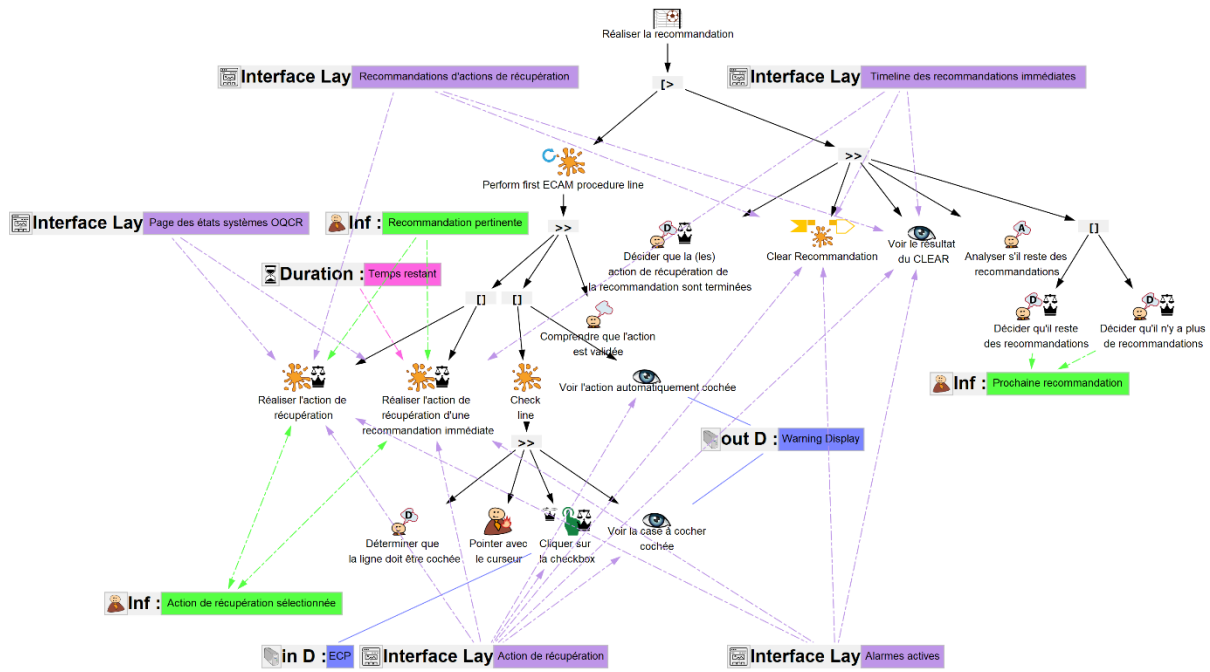 Réaliser la recommandation
Interface Lay Recommandations d'actions de récupération
Interface Lay Timeline des recommandations immédiates
[>
>>
Perform first ECAM procedure line
Interface Lay Page des états systèmes OQCR
Inf : Recommandation pertinente
>>
D
A
[]
Décider que la (les)
action de récupération de
la recommandation sont terminées
Clear Recommandation
Voir le résultat
du CLEAR
Analyser s'il reste des
recommandations
Duration : Temps restant
[]
[]
Comprendre que l'action
est validée
D
D
Décider qu'il reste
des recommandations
Décider qu'il n'y a plus
de recommandations
Réaliser l'action de
récupération
Réaliser l'action de
récupération d'une
recommandation immédiate
Check
line
Voir l'action automatiquement cochée
Inf : Prochaine recommandation
>>
out D : Warning Display
D
Déterminer que
la ligne doit être cochée
Pointer avec
le curseur
Cliquer sur
la checkbox
Voir la case à cocher
cochée
Inf : Action de récupération sélectionnée
in D : ECP
Interface Lay Action de récupération
Interface Lay Alarmes actives